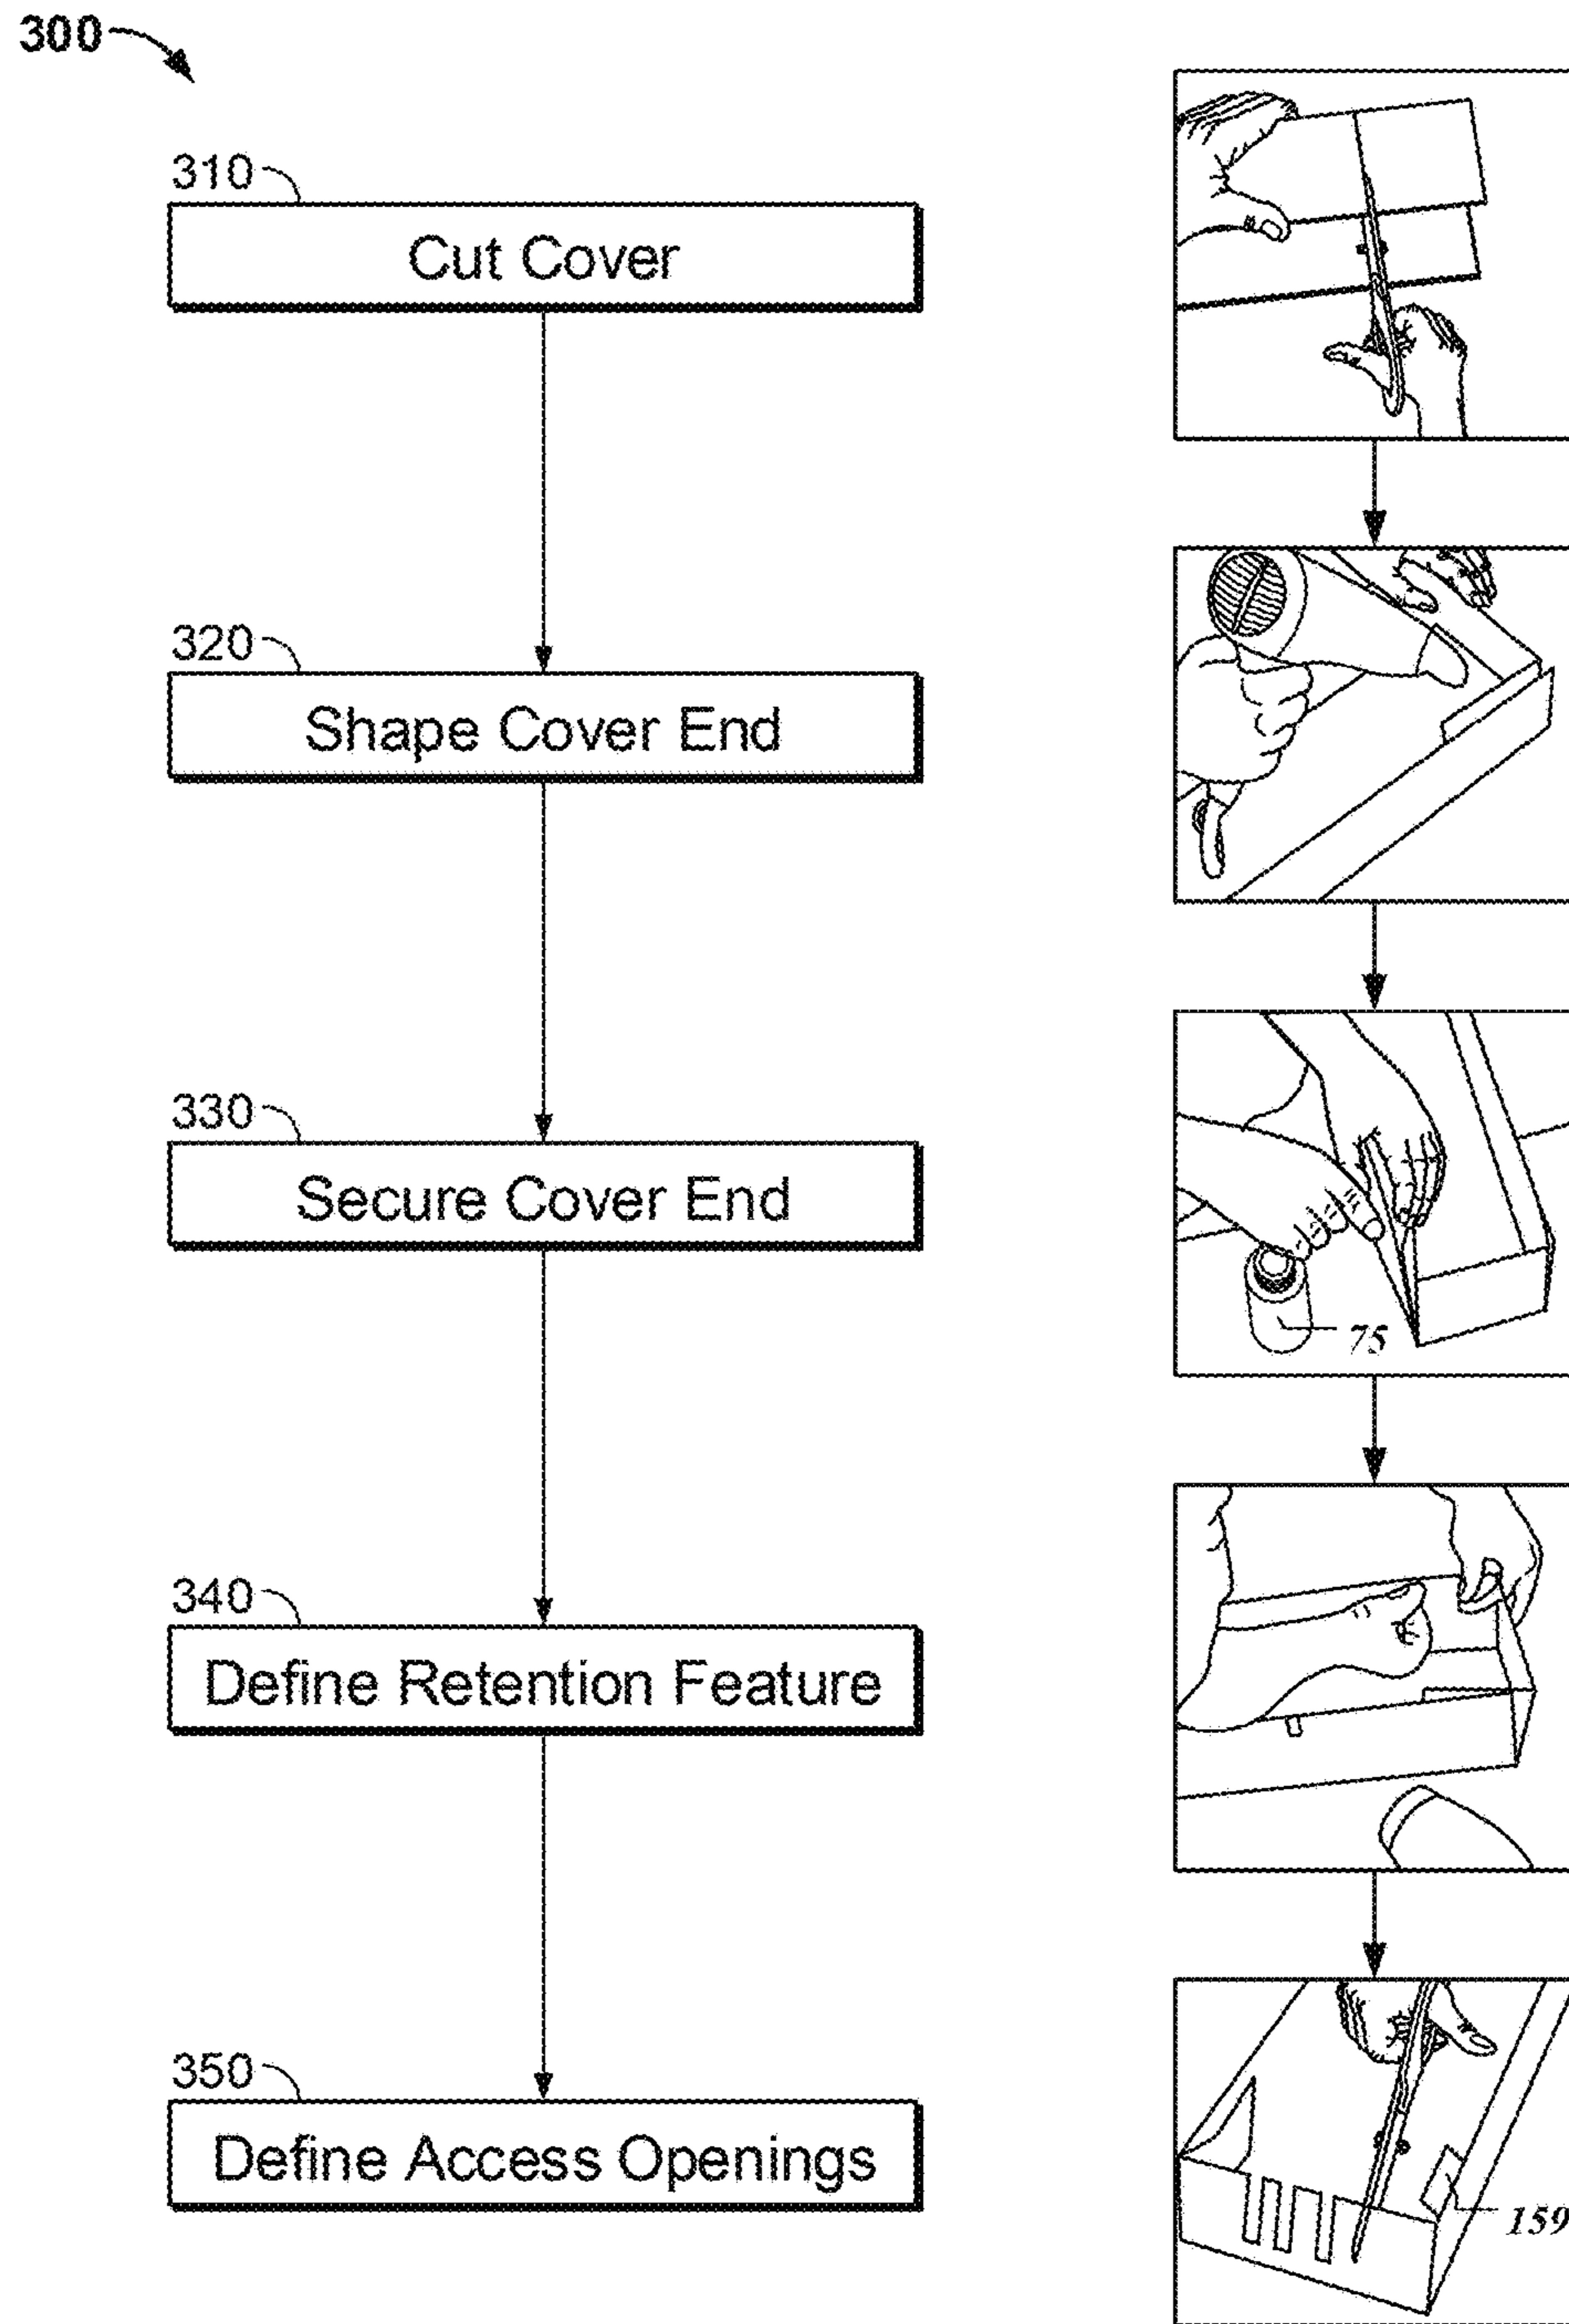 300
310
Cut Cover
320
Shape Cover End
330
Secure Cover End
75
340
Define Retention Feature
350
Define Access Openings
159